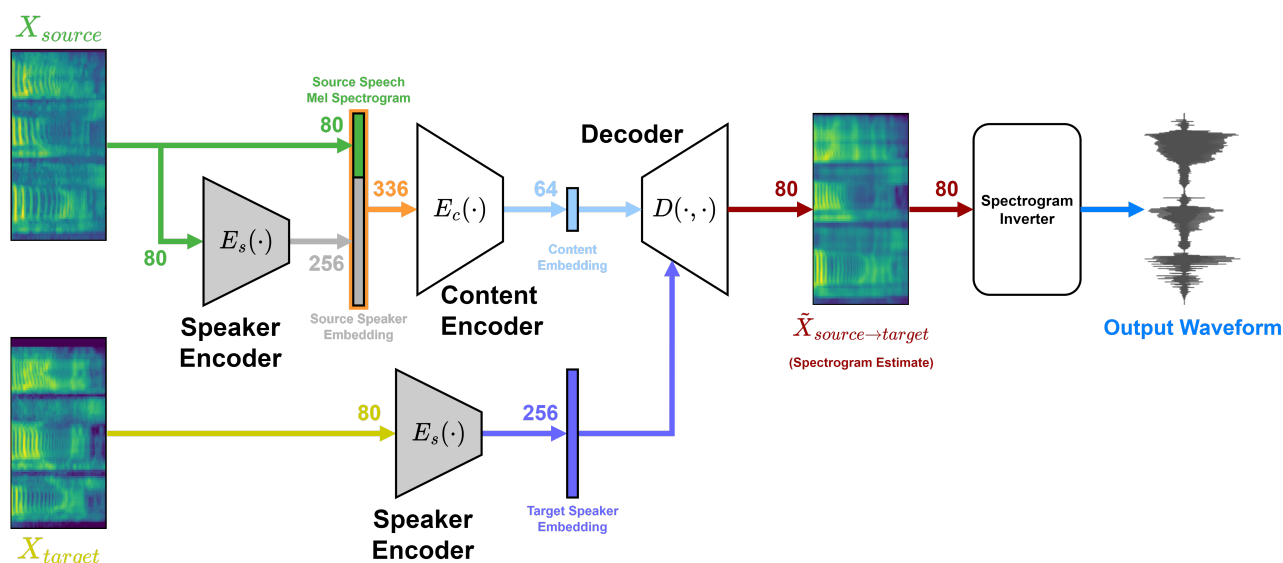 X_source
Source Speech
Mel Spectrogram
80
80
E_s(·)
256
Speaker
Encoder
Source Speaker
Embedding
336
E_c(·)
Content
Encoder
64
Content
Embedding
Decoder
D(·,·)
80
X̃_source→target
(Spectrogram Estimate)
80
Spectrogram
Inverter
Output Waveform
80
E_s(·)
Speaker
Encoder
256
Target Speaker
Embedding
X_target